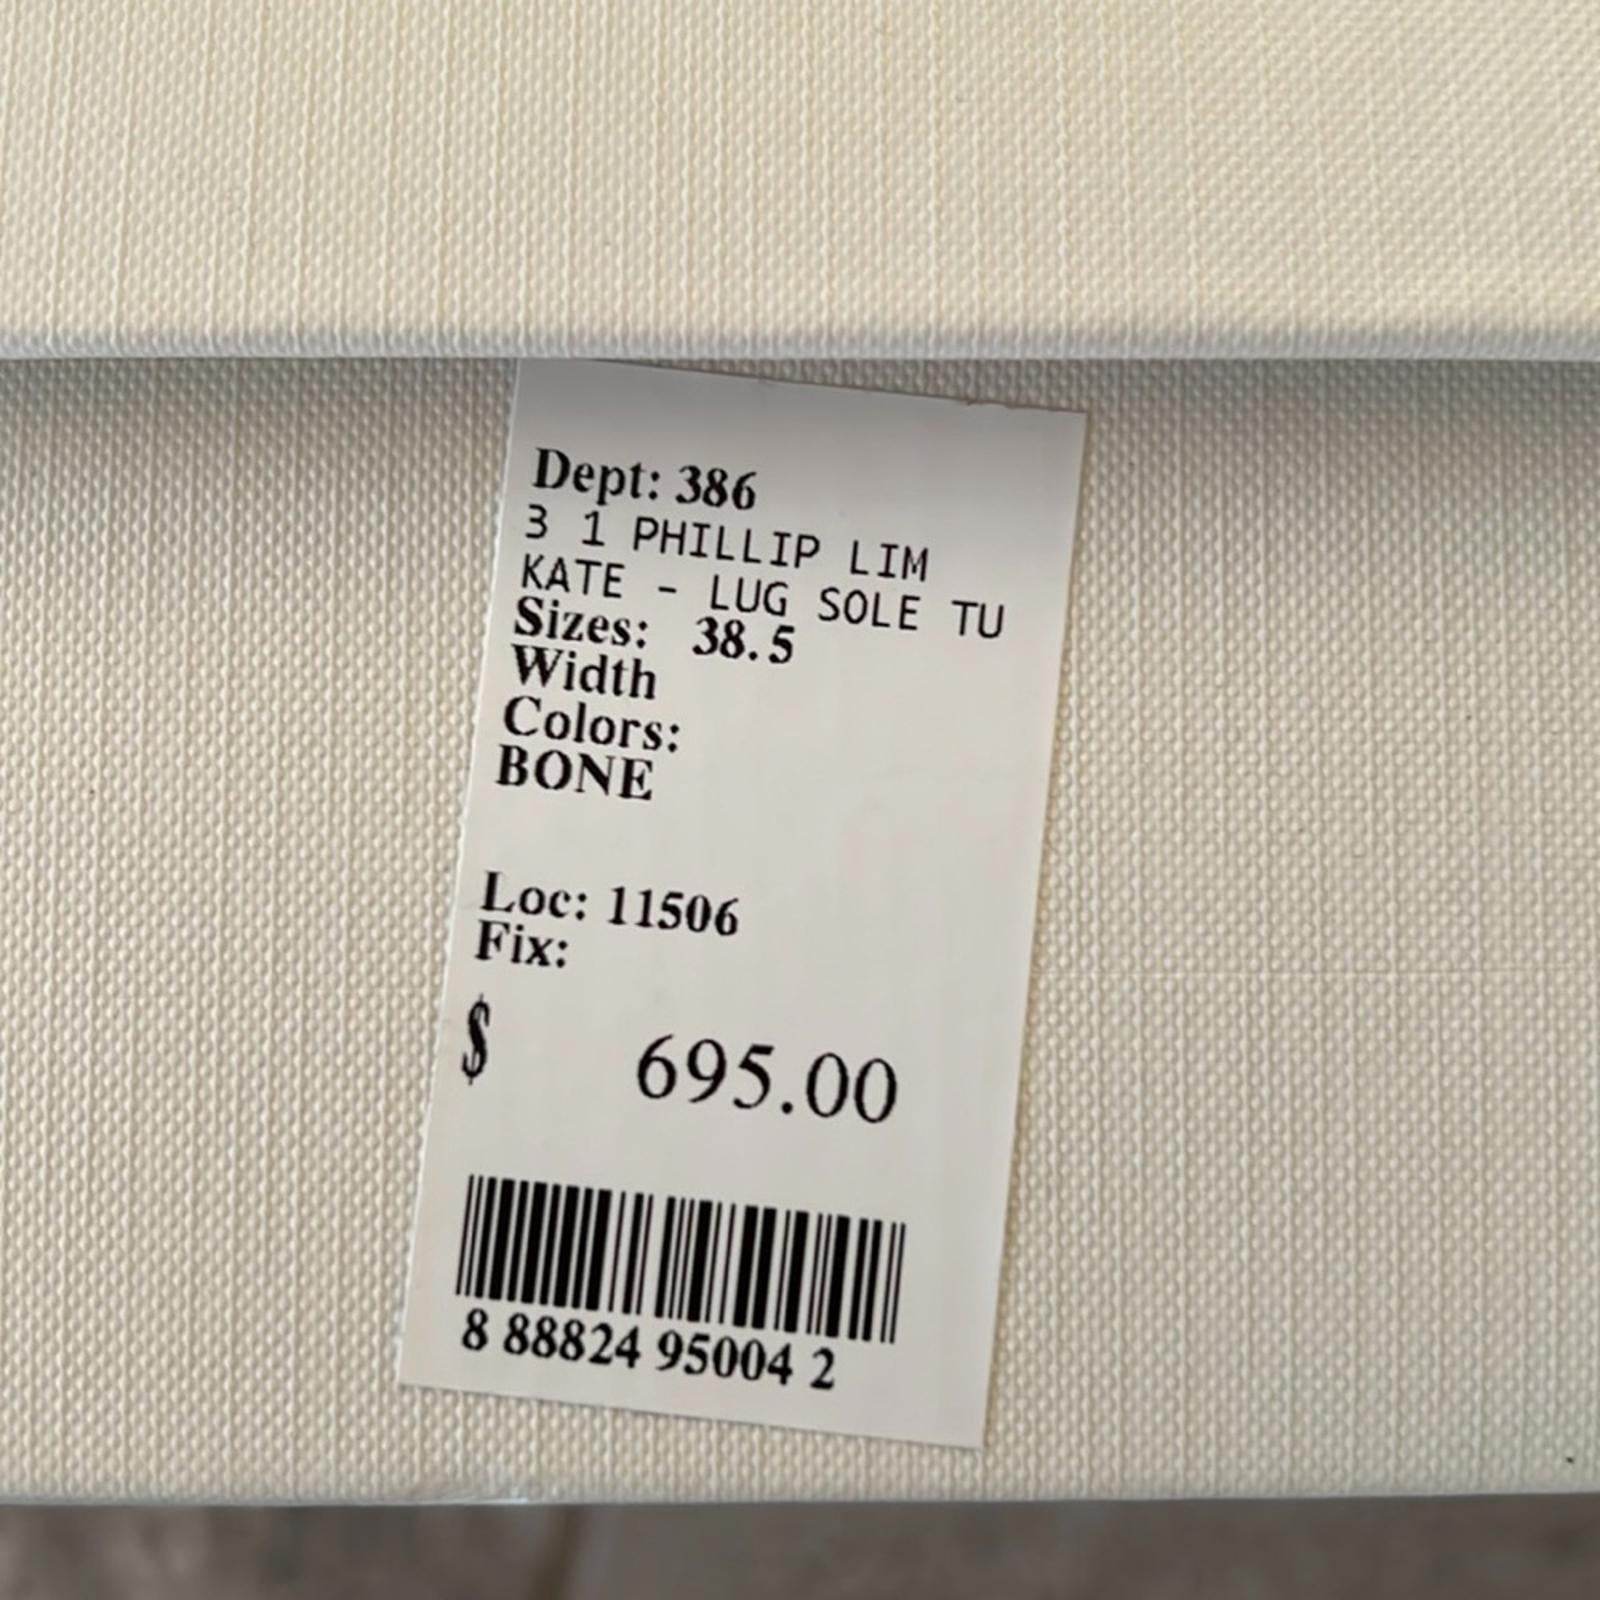 Dept: 386
3 1 PHILLIP LIM
KATE - LUG SOLE TU
Sizes: 38.5
Width
Colors:
BONE
Loc: 11506
Fix:
$ 695.00
8 88824 95004 2